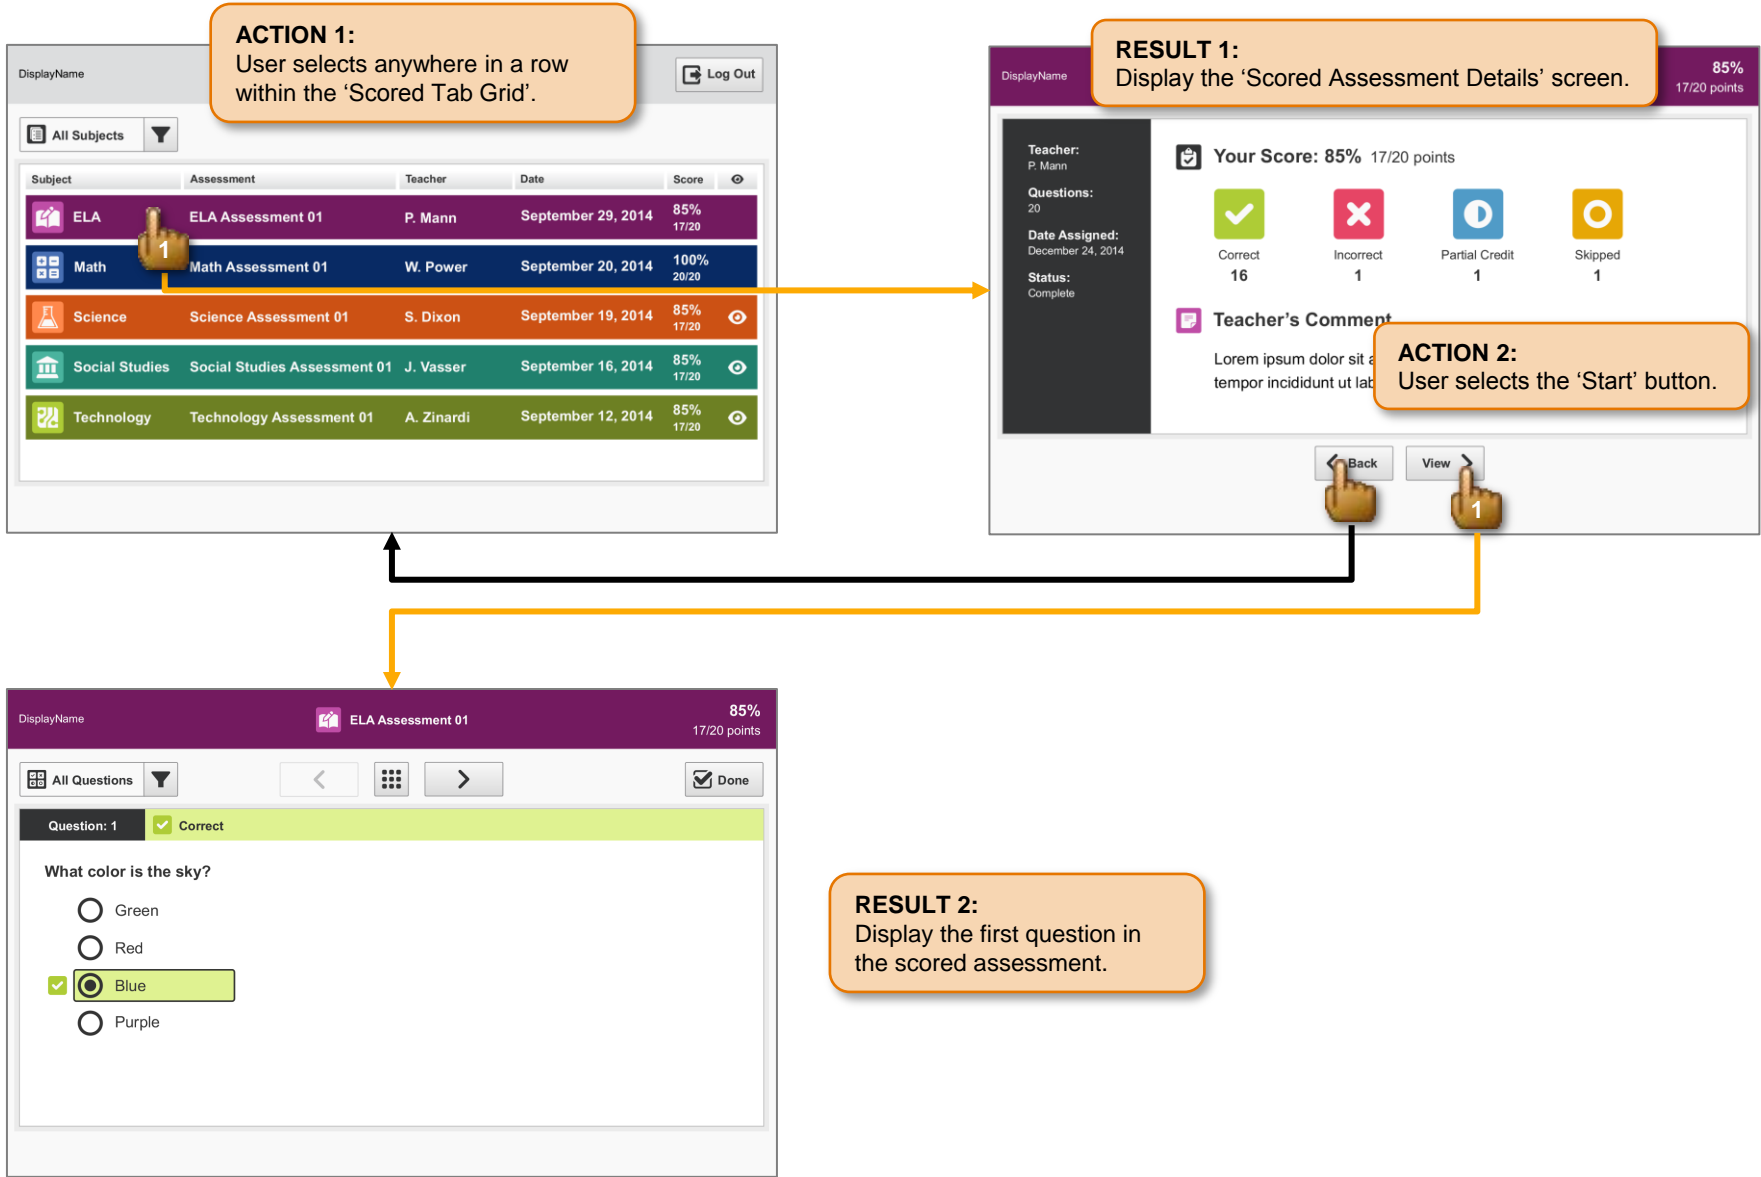 ACTION 1:
User selects anywhere in a row
within the ‘Scored Tab Grid’.
DisplayName
Log Out
All Subjects
Subject Assessment Teacher Date Score
ELA ELA Assessment 01 P. Mann September 29, 2014 85%
17/20
1
Math Math Assessment 01 W. Power September 20, 2014 100%
20/20
Science Science Assessment 01 S. Dixon September 19, 2014 85%
17/20
Social Studies Social Studies Assessment 01 J. Vasser September 16, 2014 85%
17/20
Technology Technology Assessment 01 A. Zinardi September 12, 2014 85%
17/20
RESULT 1:
Display the ‘Scored Assessment Details’ screen.
DisplayName
85%
17/20 points
Teacher:
P. Mann
Questions:
20
Date Assigned:
December 24, 2014
Status:
Complete
Your Score: 85% 17/20 points
Correct Incorrect Partial Credit Skipped
16 1 1 1
Teacher’s Comment
Lorem ipsum dolor sit
tempor incididunt ut
ACTION 2:
User selects the ‘Start’ button.
Back View
1
DisplayName
ELA Assessment 01
85%
17/20 points
All Questions
Done
Question: 1 Correct
What color is the sky?
Green
Red
Blue
Purple
RESULT 2:
Display the first question in
the scored assessment.